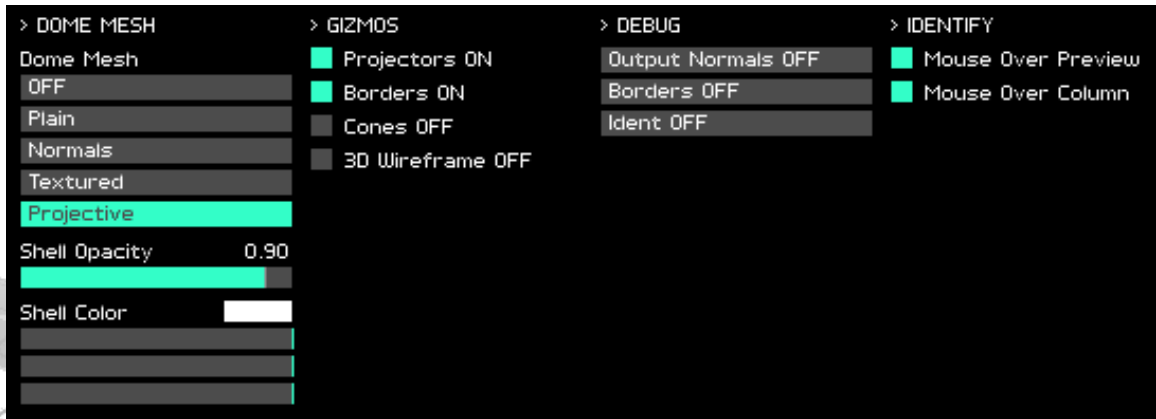 > DOME MESH
Dome Mesh
OFF
Plain
Normals
Textured
Projective
Shell Opacity 0.90
Shell Color
> GIZMOS
Projectors ON
Borders ON
Cones OFF
3D Wireframe OFF
> DEBUG
Output Normals OFF
Borders OFF
Ident OFF
> IDENTIFY
Mouse Over Preview
Mouse Over Column